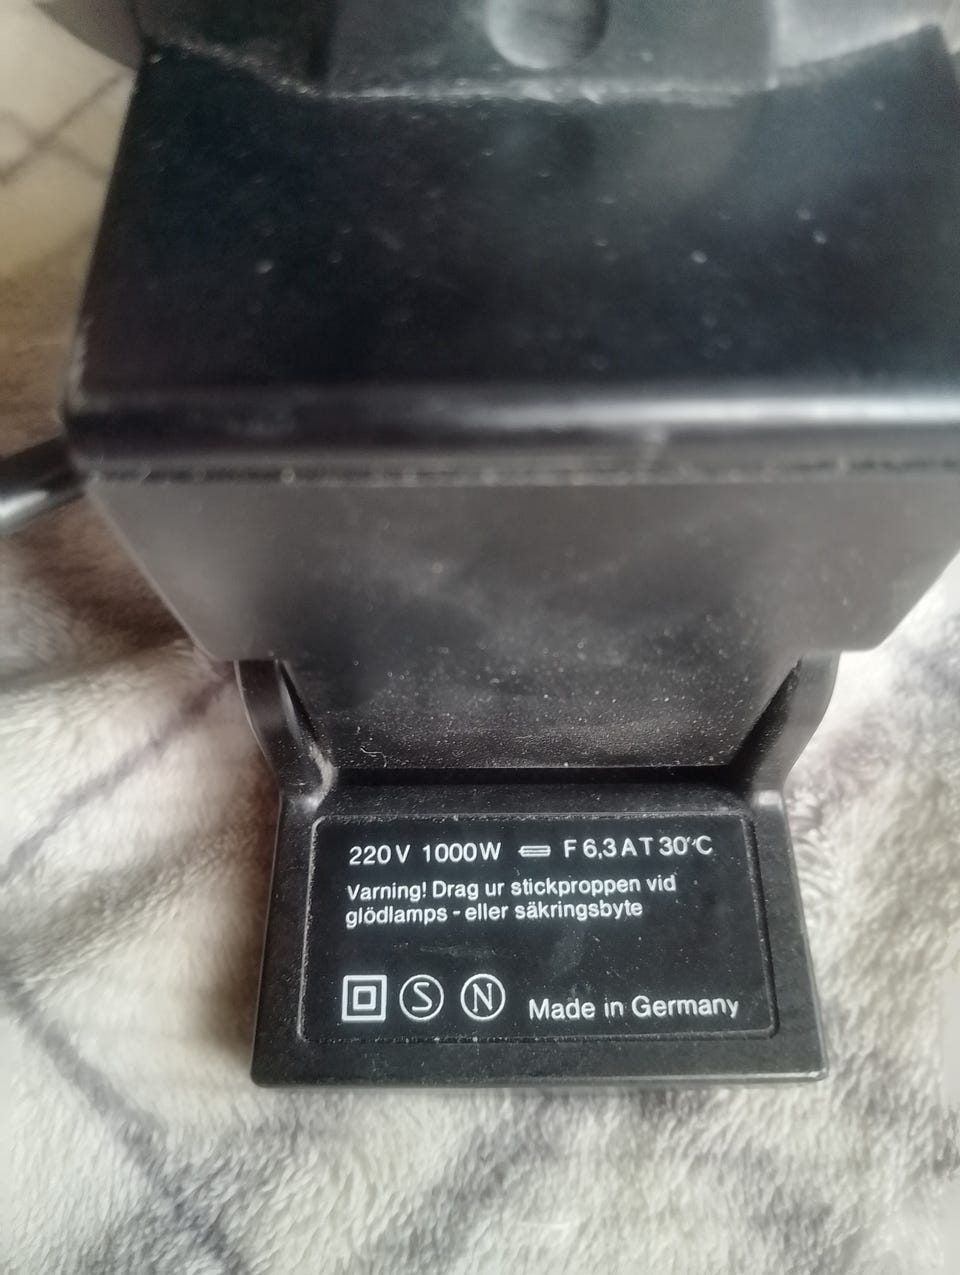 220V 1000W F 6,3 A T 30°C
Varning! Drag ur stickproppen vid
glödlamps - eller säkringsbyte
S N Made in Germany